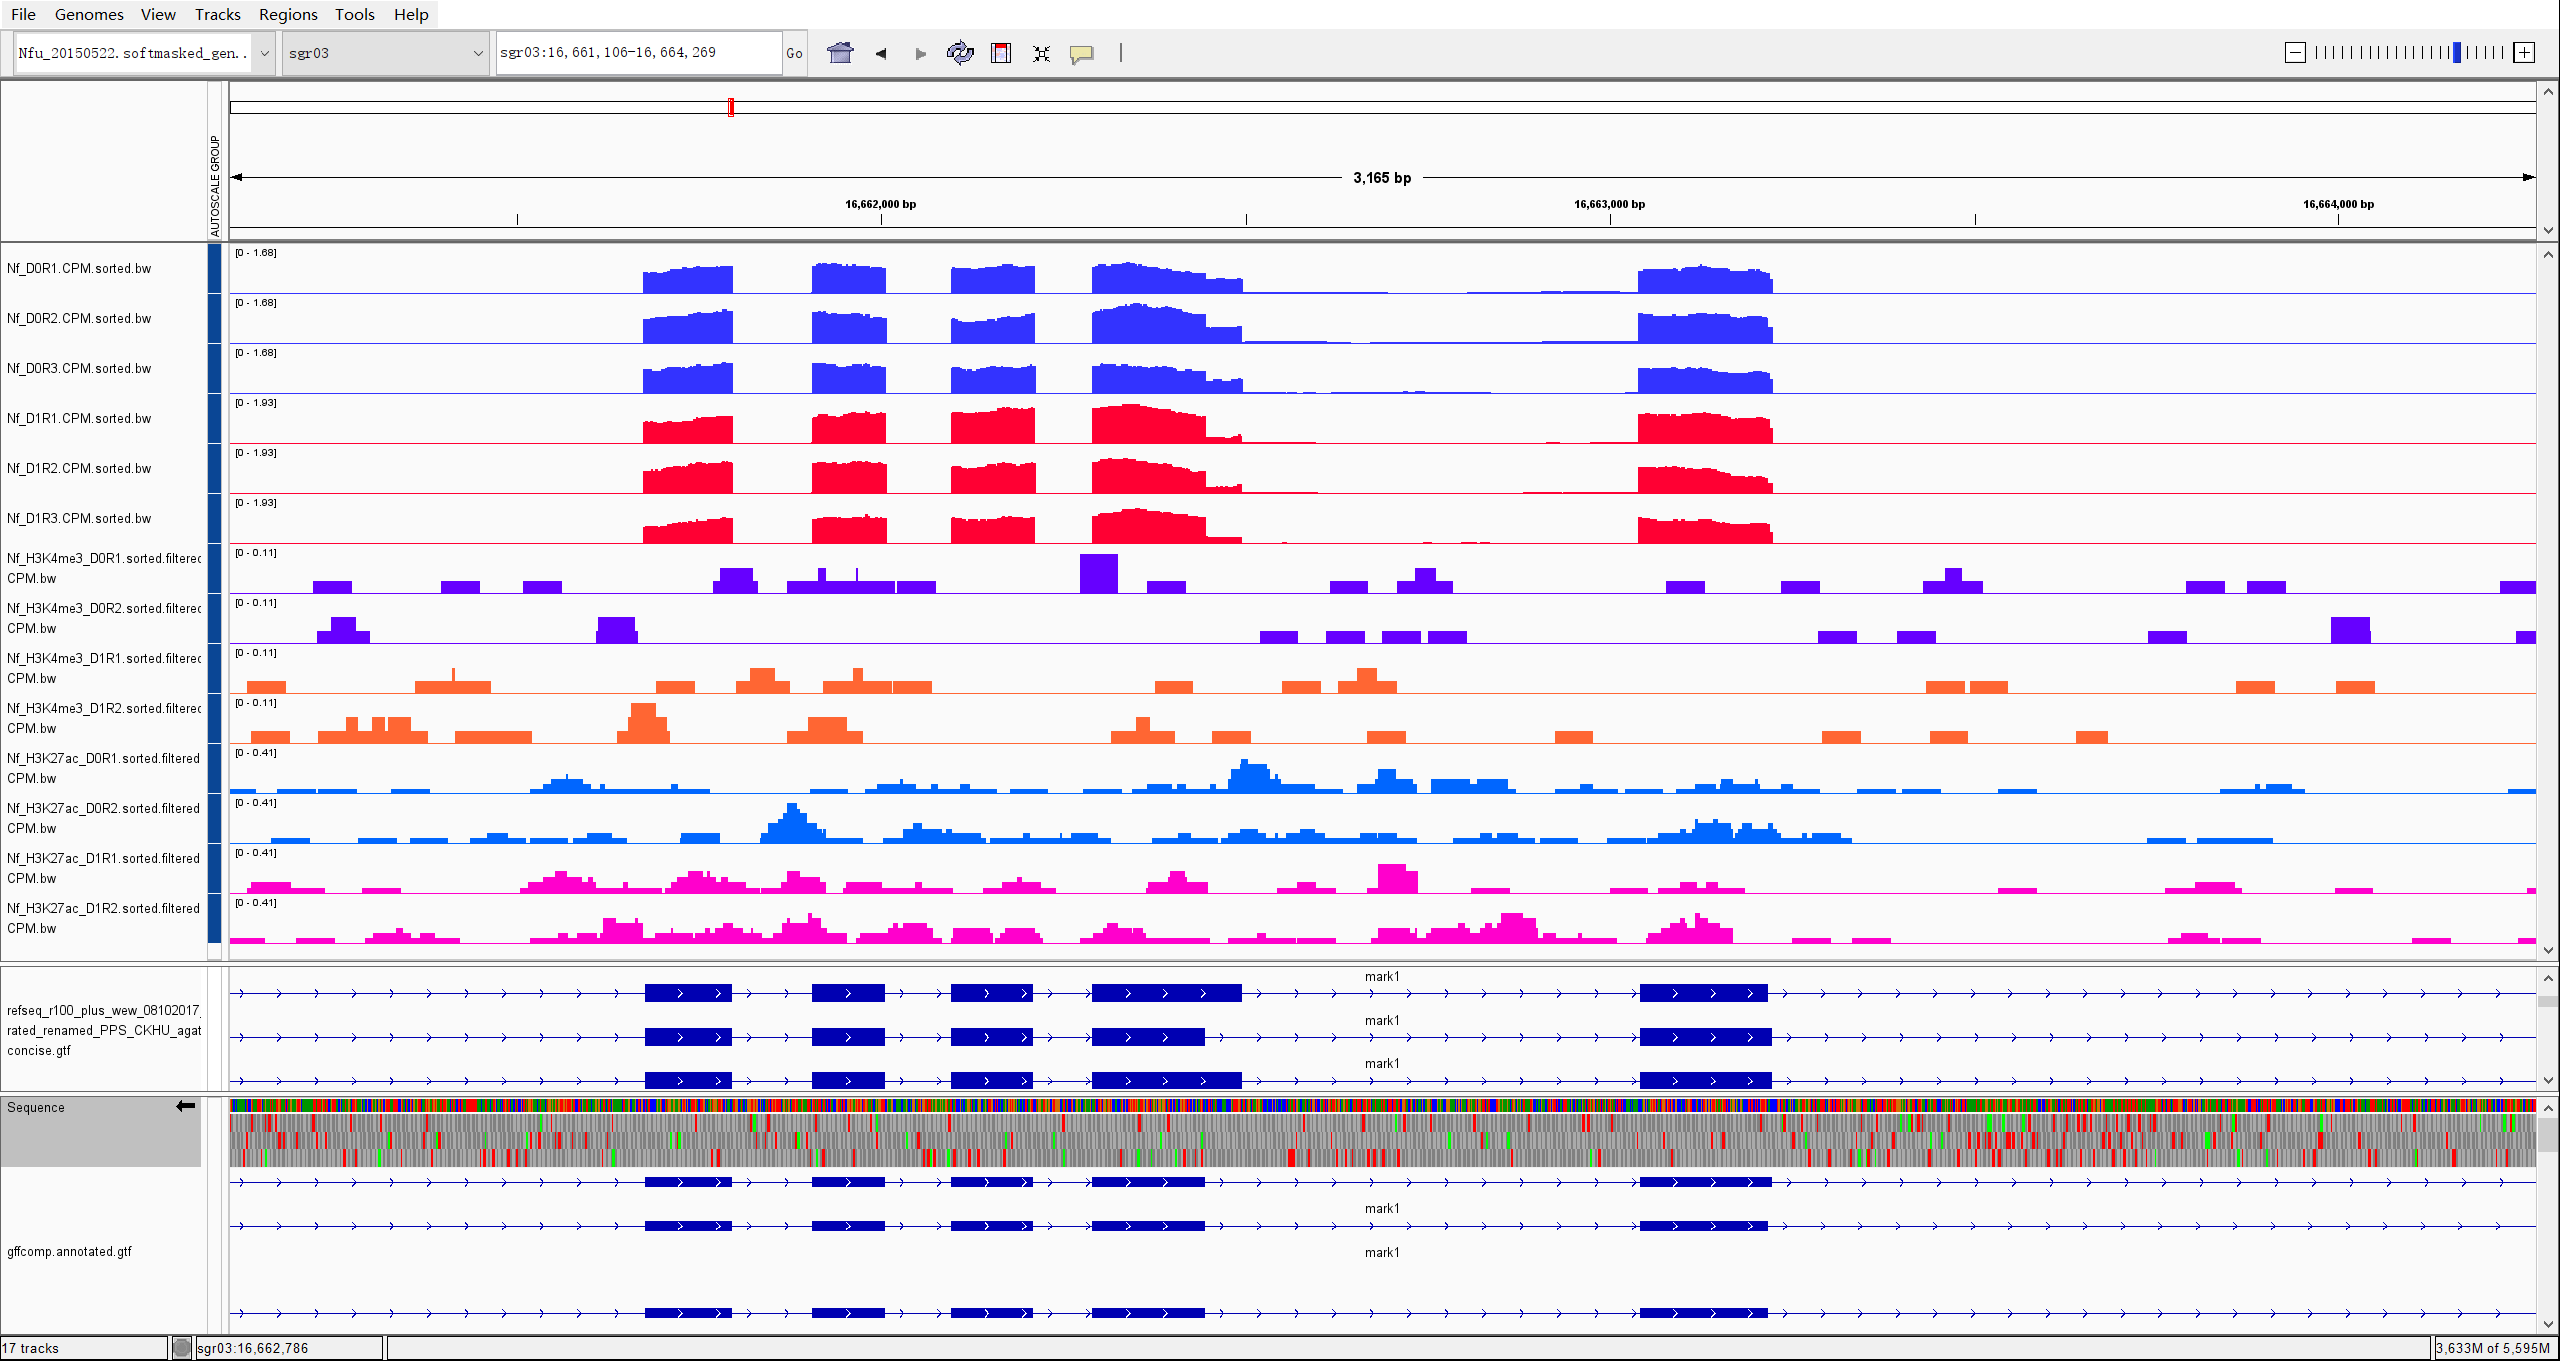 File Genomes View Tracks Regions Tools Help
Nfu_20150522.softmasked_gen.. sgr03 sgr03:16,661,106-16,664,269 Go
AUTOSCALE GROUP
3,165 bp
16,662,000 bp 16,663,000 bp 16,664,000 bp
[0 - 1.68]
Nf_D0R1.CPM.sorted.bw
[0 - 1.68]
Nf_D0R2.CPM.sorted.bw
[0 - 1.68]
Nf_D0R3.CPM.sorted.bw
[0 - 1.93]
Nf_D1R1.CPM.sorted.bw
[0 - 1.93]
Nf_D1R2.CPM.sorted.bw
[0 - 1.93]
Nf_D1R3.CPM.sorted.bw
[0 - 0.11]
Nf_H3K4me3_D0R1.sorted.filtered
CPM.bw
[0 - 0.11]
Nf_H3K4me3_D0R2.sorted.filtered
CPM.bw
[0 - 0.11]
Nf_H3K4me3_D1R1.sorted.filtered
CPM.bw
[0 - 0.11]
Nf_H3K4me3_D1R2.sorted.filtered
CPM.bw
[0 - 0.41]
Nf_H3K27ac_D0R1.sorted.filtered
CPM.bw
[0 - 0.41]
Nf_H3K27ac_D0R2.sorted.filtered
CPM.bw
[0 - 0.41]
Nf_H3K27ac_D1R1.sorted.filtered
CPM.bw
[0 - 0.41]
Nf_H3K27ac_D1R2.sorted.filtered
CPM.bw
mark1
refseq_r100_plus_wew_08102017_
rated_renamed_PPS_CKHU_agat
concise.gtf
mark1
mark1
Sequence
mark1
gffcomp.annotated.gtf
mark1
17 tracks sgr03:16,662,786 3,633M of 5,595M